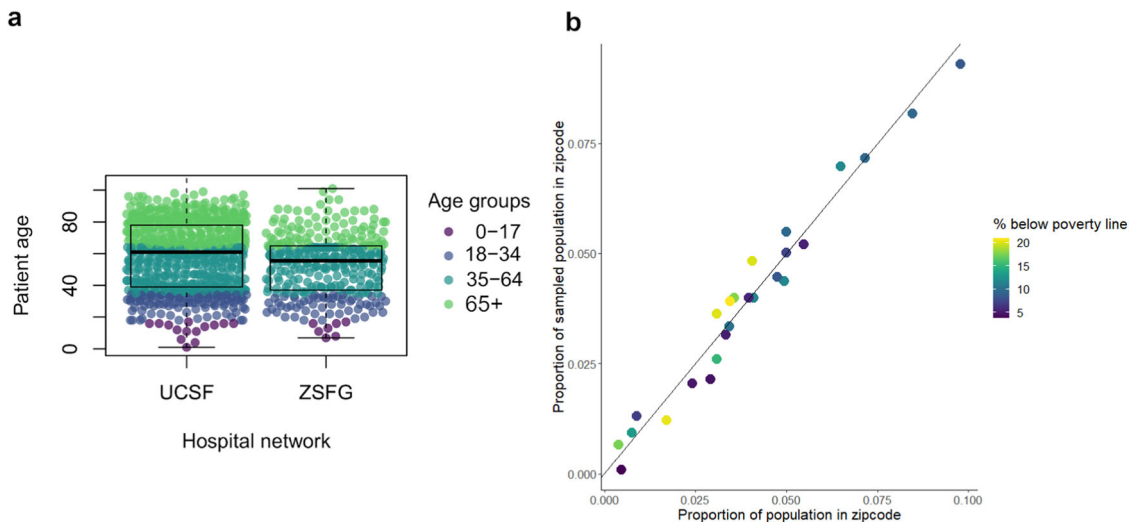 a
Patient age
0
40
80
UCSF
ZSFG
Hospital network
Age groups
0−17
18−34
35−64
65+
b
Proportion of sampled population in zipcode
0.075
0.050
0.025
0.000
0.000
0.025
0.050
0.075
0.100
Proportion of population in zipcode
% below poverty line
20
15
10
5